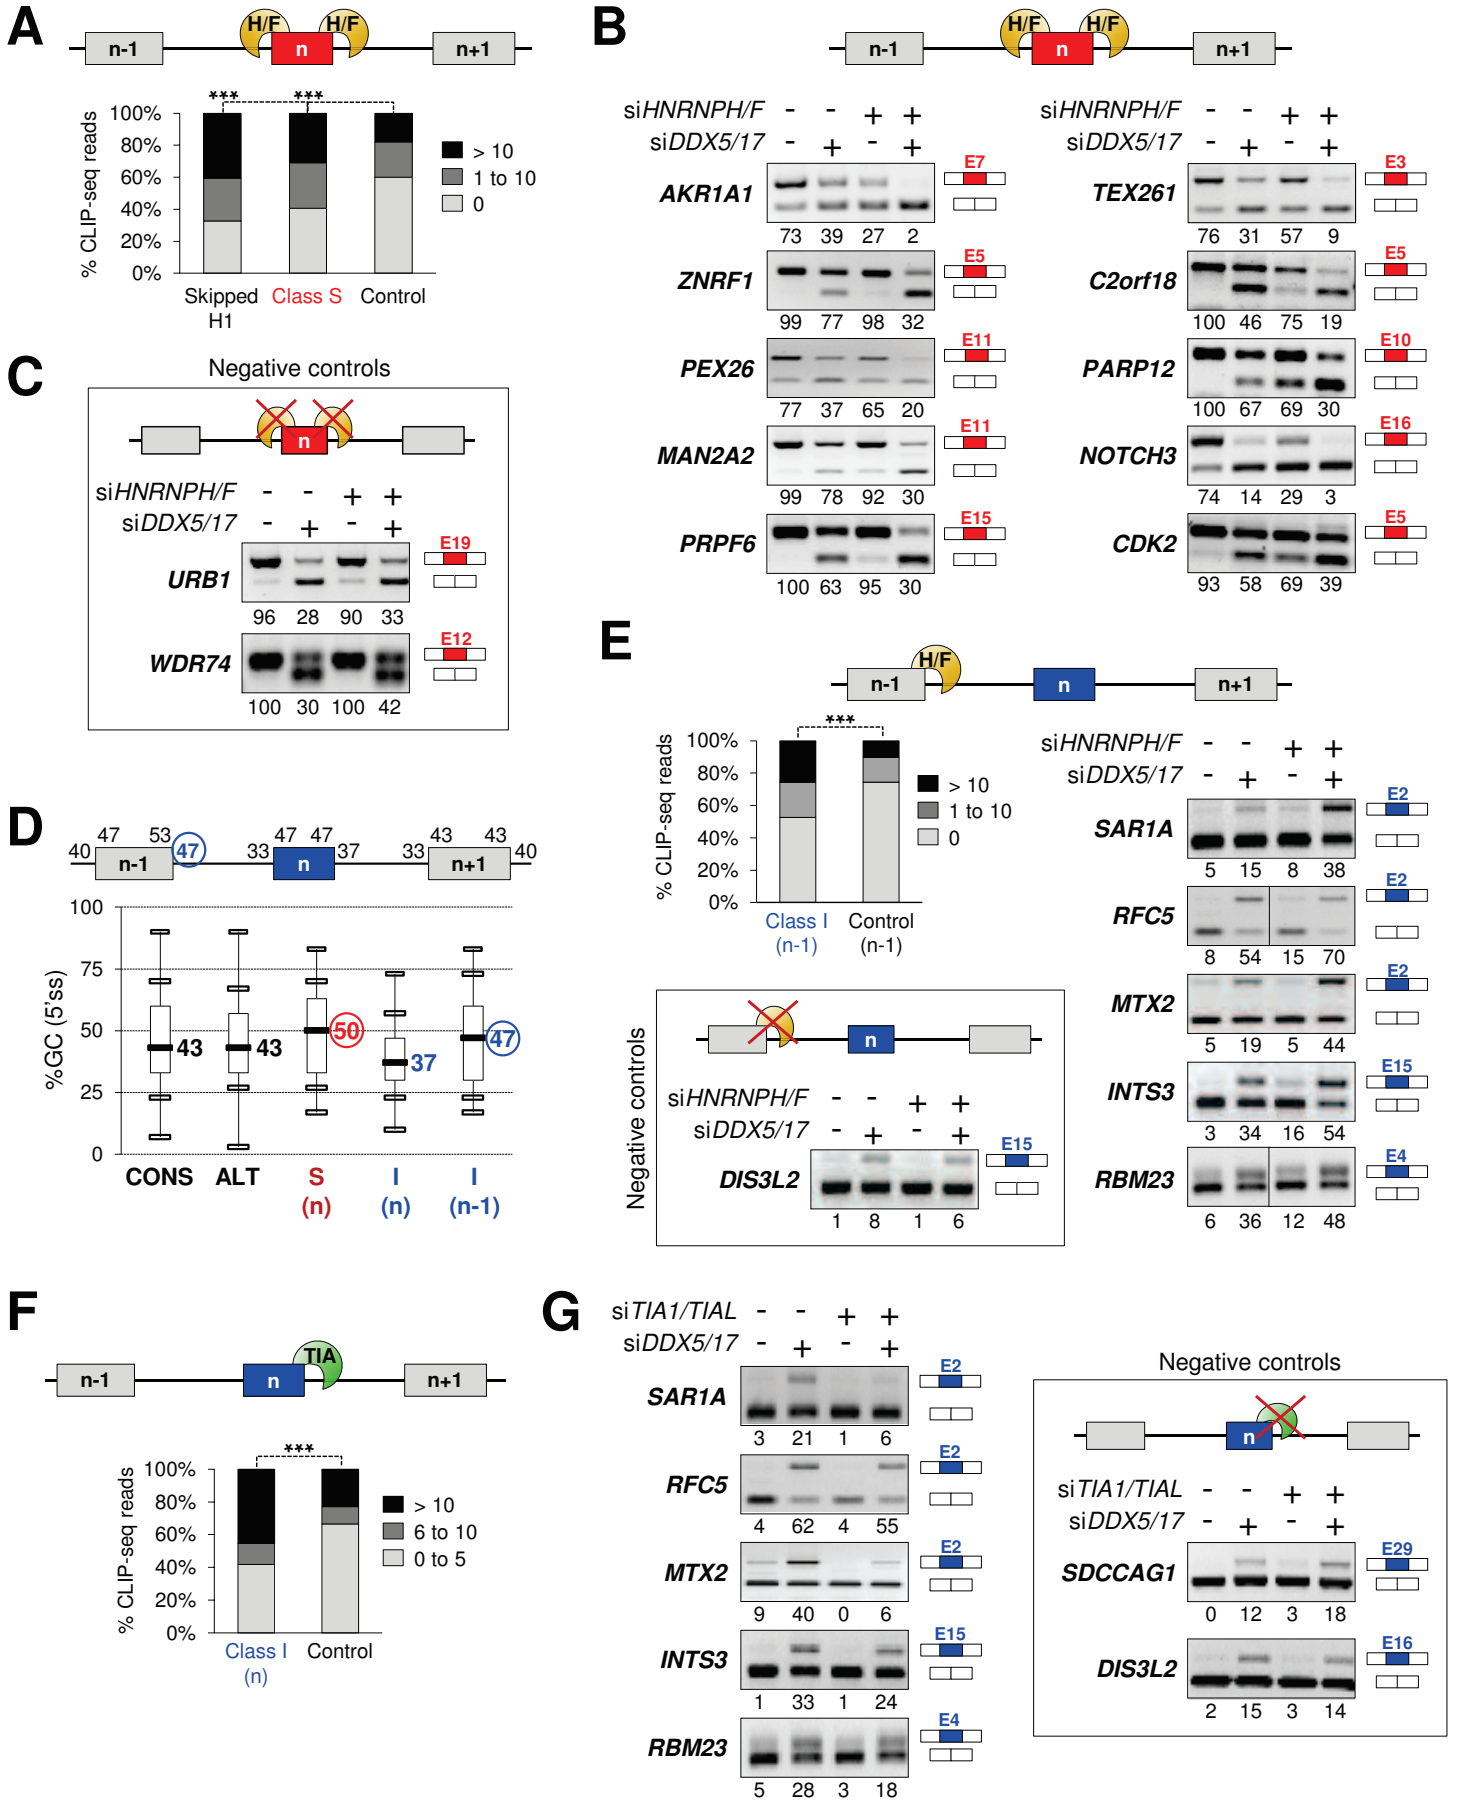 A
H/F H/F
n-1 n n+1
*** ***
% CLIP-seq reads
100%
80%
60%
40%
20%
0%
> 10
1 to 10
0
Skipped H1 Class S Control
B
H/F H/F
n-1 n n+1
siHNRNPH/F - - + +
siDDX5/17 - + - +
AKR1A1 E7
73 39 27 2
ZNRF1 E5
99 77 98 32
PEX26 E11
77 37 65 20
MAN2A2 E11
99 78 92 30
PRPF6 E15
100 63 95 30
siHNRNPH/F - - + +
siDDX5/17 - + - +
TEX261 E3
76 31 57 9
C2orf18 E5
100 46 75 19
PARP12 E10
100 67 69 30
NOTCH3 E16
74 14 29 3
CDK2 E5
93 58 69 39
C
Negative controls
n
siHNRNPH/F - - + +
siDDX5/17 - + - +
URB1 E19
96 28 90 33
WDR74 E12
100 30 100 42
D
47 53 47 47 43 43
40 47 33 37 33 40
n-1 n n+1
%GC (5'ss)
100
75
50
25
0
43 43 50 37 47
CONS ALT S (n) I (n) I (n-1)
E
H/F
n-1 n n+1
***
% CLIP-seq reads
100%
80%
60%
40%
20%
0%
> 10
1 to 10
0
Class I (n-1) Control (n-1)
siHNRNPH/F - - + +
siDDX5/17 - + - +
SAR1A E2
5 15 8 38
RFC5 E2
8 54 15 70
MTX2 E2
5 19 5 44
INTS3 E15
3 34 16 54
RBM23 E4
6 36 12 48
Negative controls
n
siHNRNPH/F - - + +
siDDX5/17 - + - +
DIS3L2 E15
1 8 1 6
F
TIA
n-1 n n+1
***
% CLIP-seq reads
100%
80%
60%
40%
20%
0%
> 10
6 to 10
0 to 5
Class I (n) Control
G
siTIA1/TIAL - - + +
siDDX5/17 - + - +
SAR1A E2
3 21 1 6
RFC5 E2
4 62 4 55
MTX2 E2
9 40 0 6
INTS3 E15
1 33 1 24
RBM23 E4
5 28 3 18
Negative controls
n
siTIA1/TIAL - - + +
siDDX5/17 - + - +
SDCCAG1 E29
0 12 3 18
DIS3L2 E16
2 15 3 14